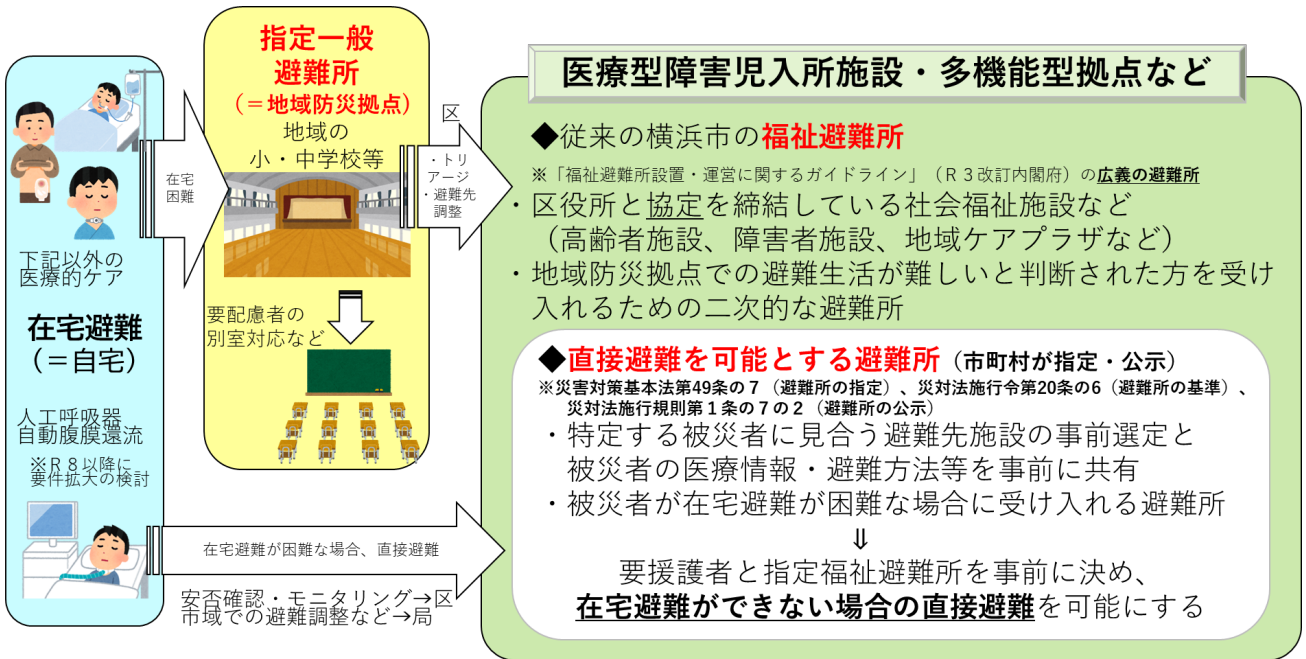 下記以外の
医療的ケア
在宅避難
（＝自宅）
人工呼吸器
自動腹膜還流
※Ｒ８以降に
要件拡大の検討
在宅
困難
指定一般
避難所
（＝地域防災拠点）
地域の
小・中学校等
要配慮者の
別室対応など
区
・トリ
アージ
・避難先
調整
在宅避難が困難な場合、直接避難
安否確認・モニタリング→区
市域での避難調整など→局
医療型障害児入所施設・多機能型拠点など
◆従来の横浜市の福祉避難所
※「福祉避難所設置・運営に関するガイドライン」（Ｒ３改訂内閣府）の広義の避難所
・区役所と協定を締結している社会福祉施設など
（高齢者施設、障害者施設、地域ケアプラザなど）
・地域防災拠点での避難生活が難しいと判断された方を受け
入れるための二次的な避難所
◆直接避難を可能とする避難所（市町村が指定・公示）
※災害対策基本法第49条の７（避難所の指定）、災対法施行令第20条の6（避難所の基準）、
災対法施行規則第１条の７の２（避難所の公示）
・特定する被災者に見合う避難先施設の事前選定と
被災者の医療情報・避難方法等を事前に共有
・被災者が在宅避難が困難な場合に受け入れる避難所
⇓
要援護者と指定福祉避難所を事前に決め、
在宅避難ができない場合の直接避難を可能にする